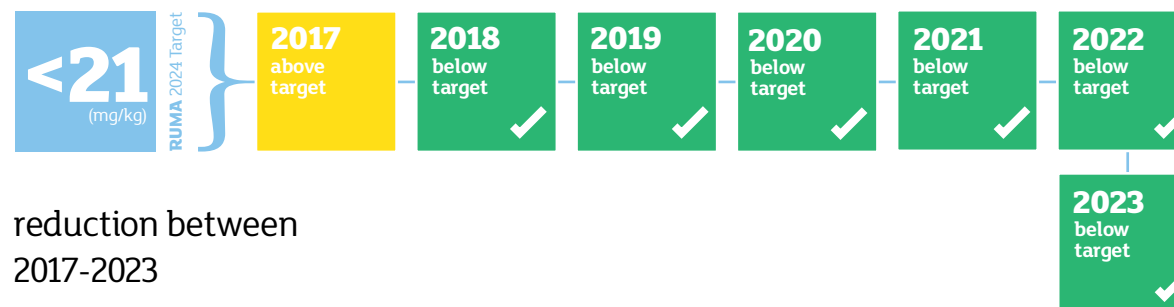 <21
(mg/kg)
RUMA 2024 Target
2017
above
target
2018
below
target
2019
below
target
2020
below
target
2021
below
target
2022
below
target
2023
below
target
reduction between
2017-2023